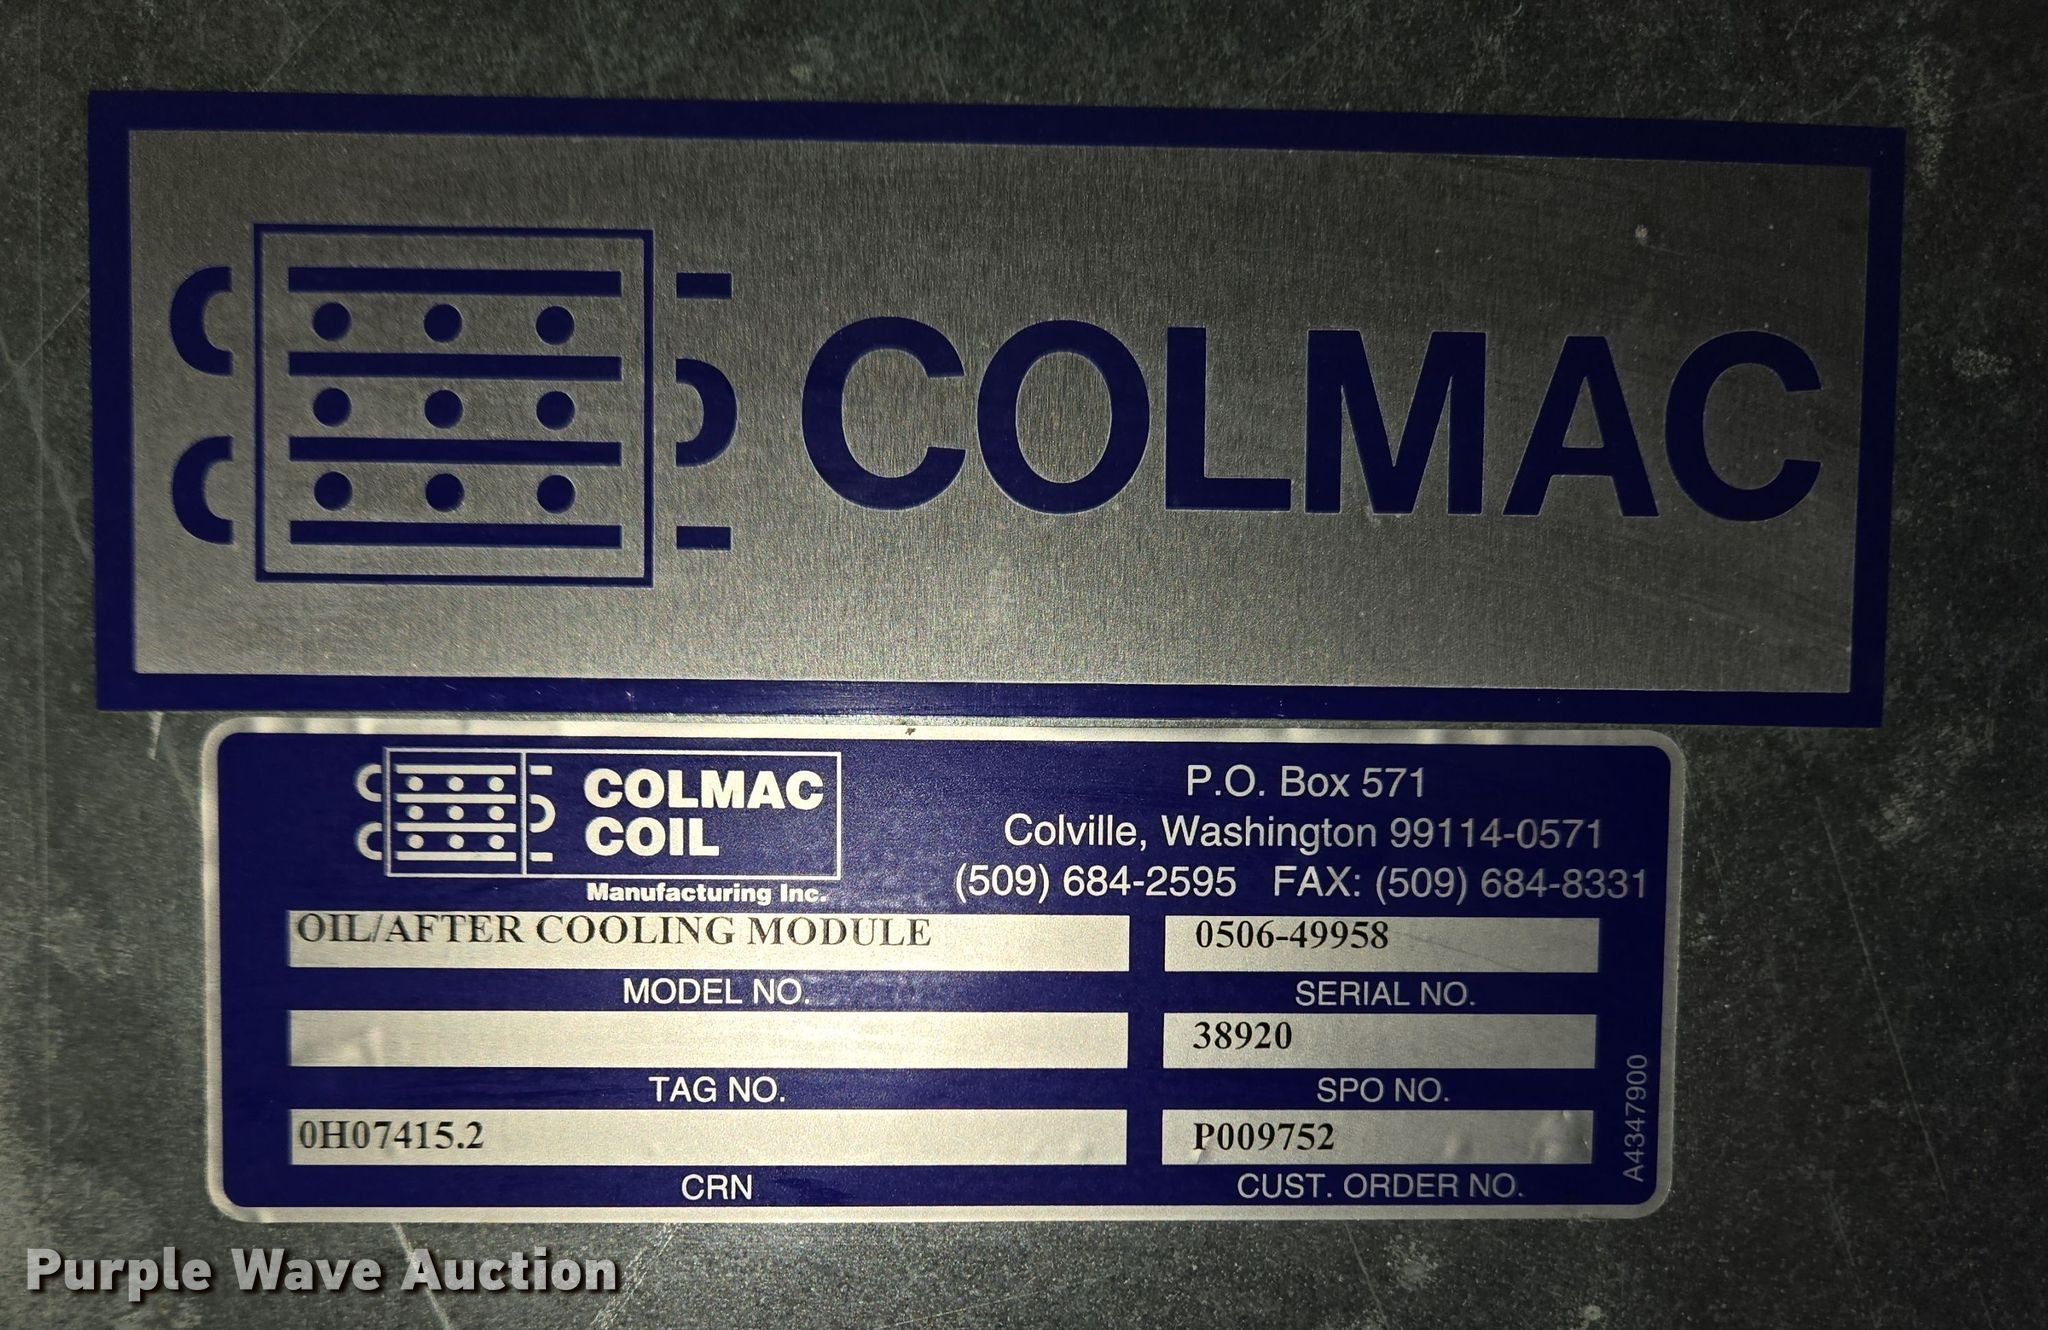 COLMAC
COLMAC
COIL
Manufacturing Inc.
P.O. Box 571
Colville, Washington 99114-0571
(509) 684-2595 FAX: (509) 684-8331
OIL/AFTER COOLING MODULE
MODEL NO.
0506-49958
SERIAL NO.
TAG NO.
38920
SPO NO.
0H07415.2
CRN
P009752
CUST. ORDER NO.
A4347900
Purple Wave Auction